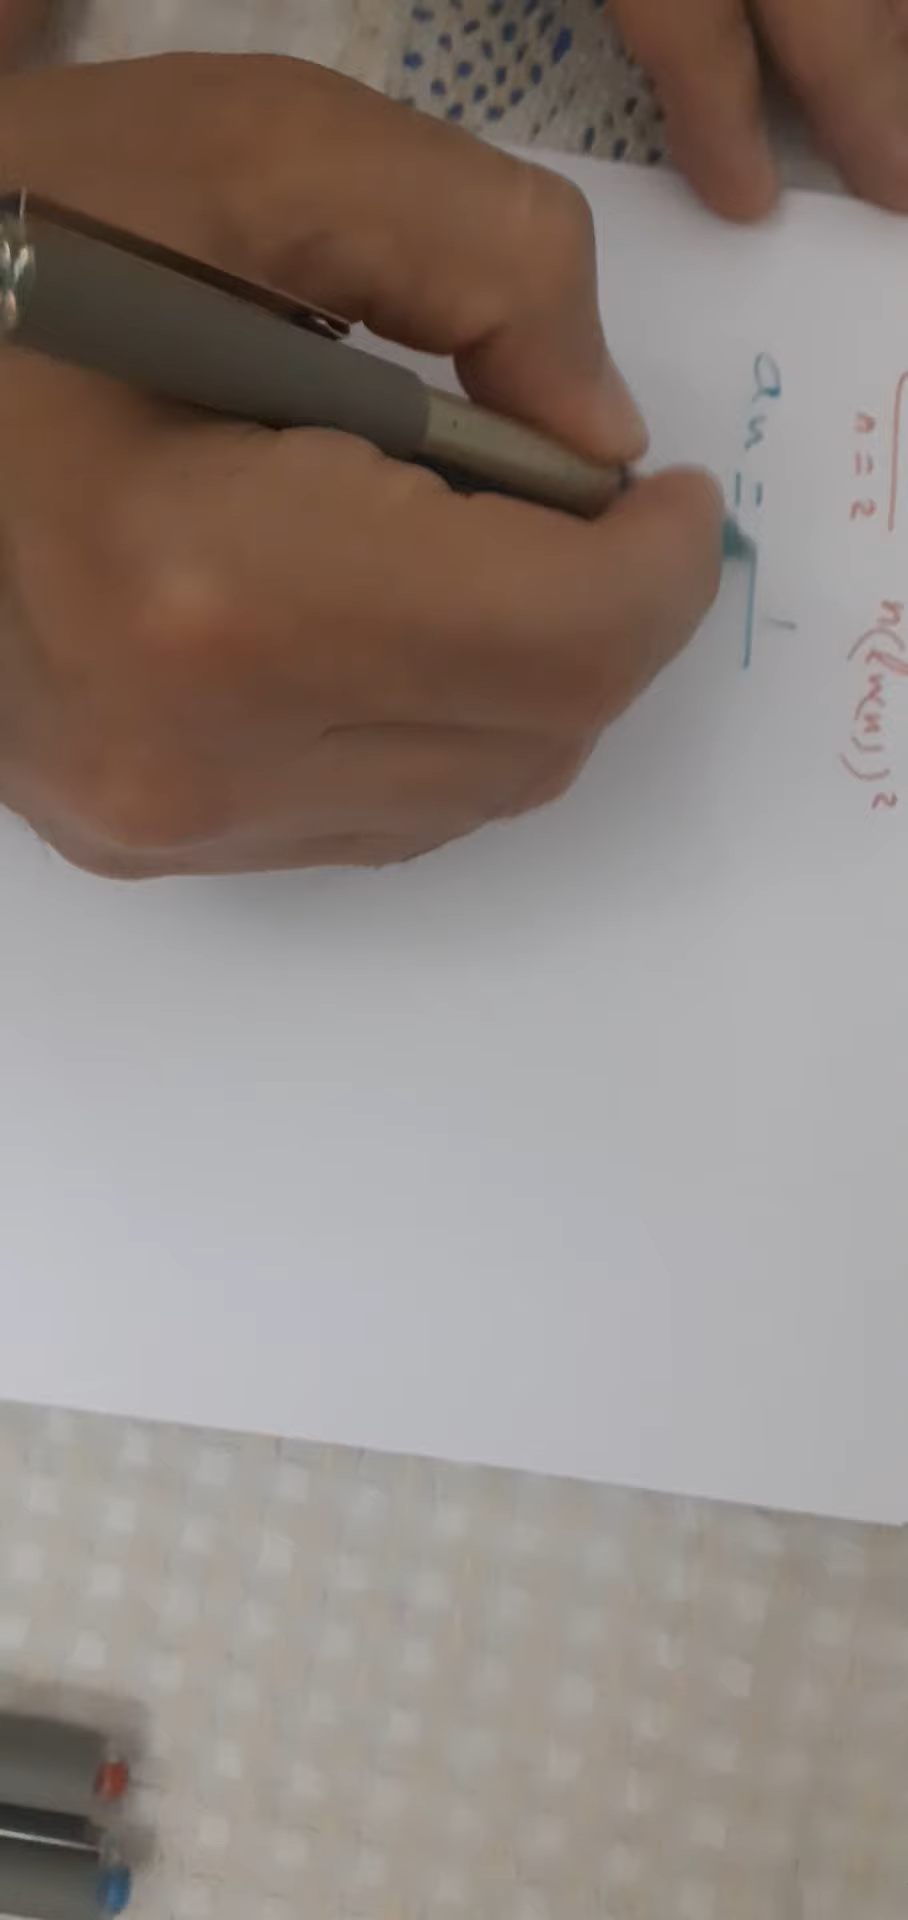 n = 2 n(ln(n))²
an = 1